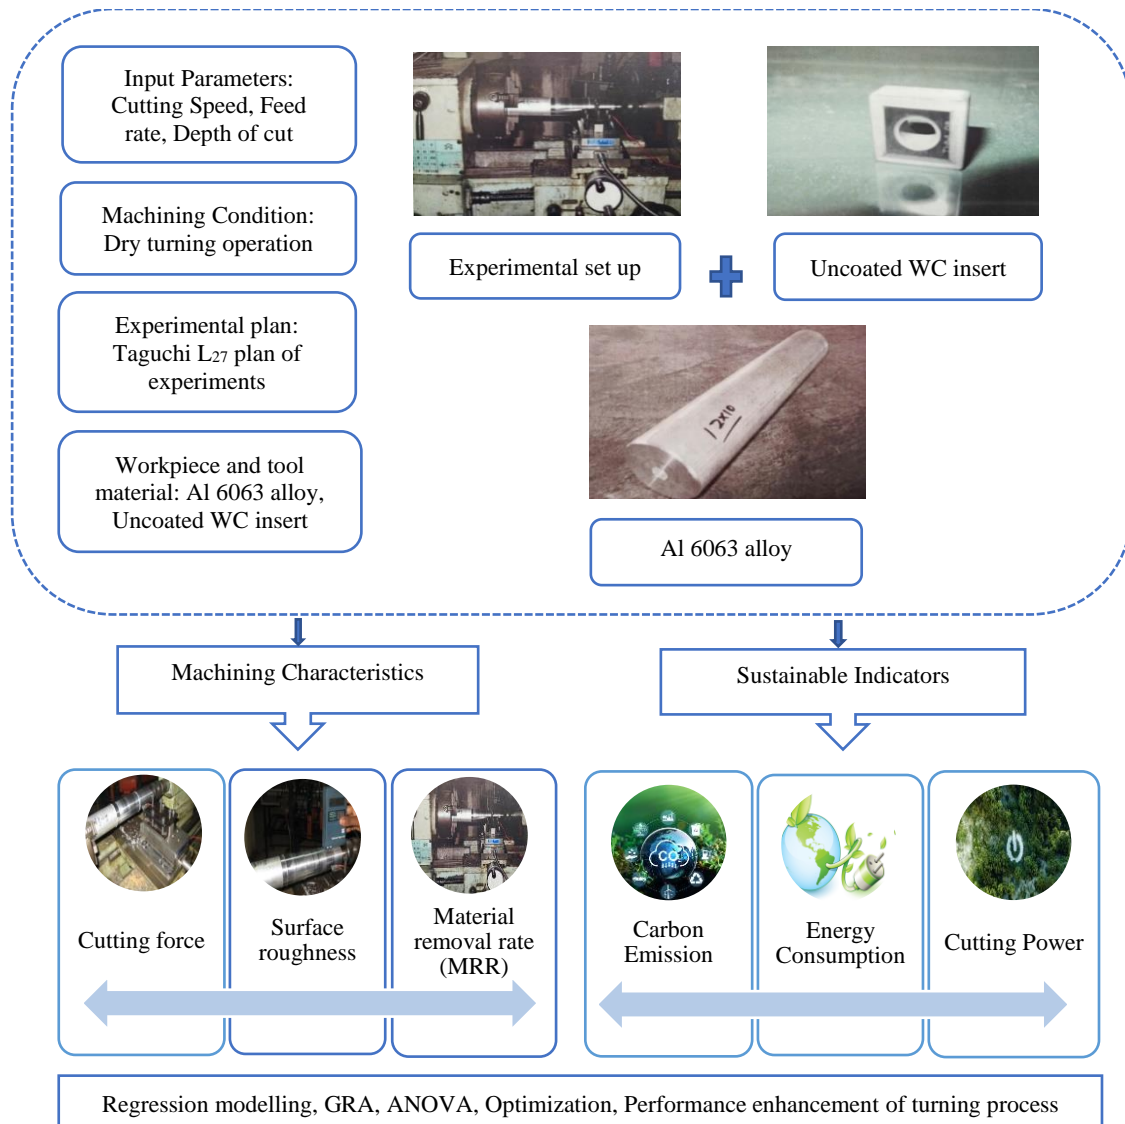 Input Parameters:
Cutting Speed, Feed
rate, Depth of cut
Machining Condition:
Dry turning operation
Experimental plan:
Taguchi L27 plan of
experiments
Workpiece and tool
material: Al 6063 alloy,
Uncoated WC insert
Experimental set up
Uncoated WC insert
12x10
Al 6063 alloy
Machining Characteristics
Sustainable Indicators
Cutting force
Surface
roughness
Material
removal rate
(MRR)
Carbon
Emission
Energy
Consumption
Cutting Power
Regression modelling, GRA, ANOVA, Optimization, Performance enhancement of turning process